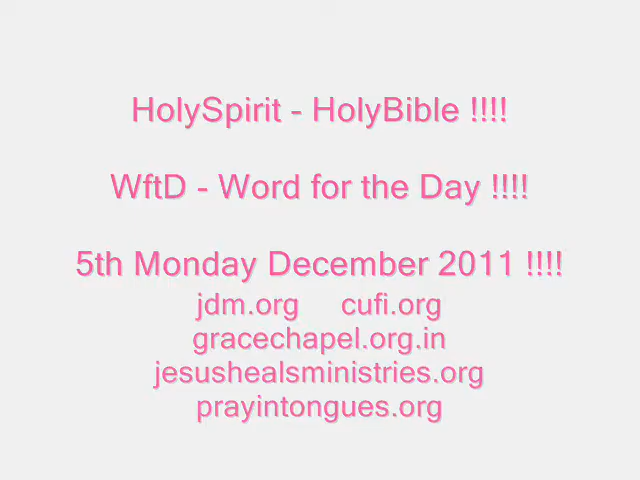 HolySpirit - HolyBible !!!!
WftD - Word for the Day !!!!
5th Monday December 2011 !!!!
jdm.org cufi.org
gracechapel.org.in
jesushealsministries.org
prayintongues.org